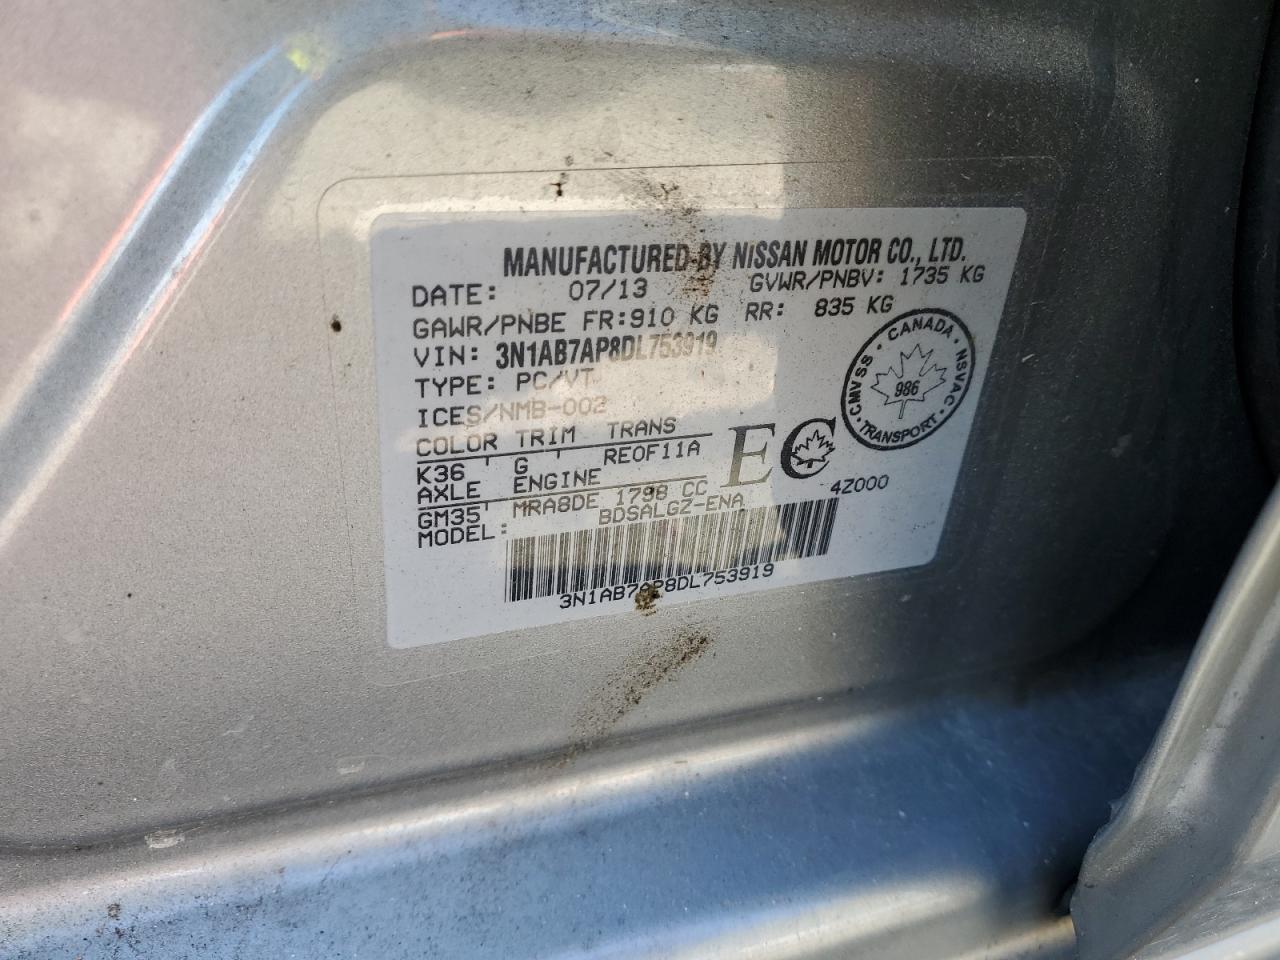 MANUFACTURED BY NISSAN MOTOR CO., LTD.
DATE: 07/13 GVWR/PNBV: 1735 KG
GAWR/PNBE FR:910 KG RR: 835 KG
VIN: 3N1AB7AP8DL753919
TYPE: PC/VT
ICES/NMB-002
COLOR TRIM TRANS
K36 G RE0F11A
AXLE ENGINE
GM35 MRA8DE 1798 CC
MODEL: BDSALGZ-ENA
EC
4Z000
3N1AB7AP8DL753919
CANADA
CMVSS NSVAC
986
TRANSPORT